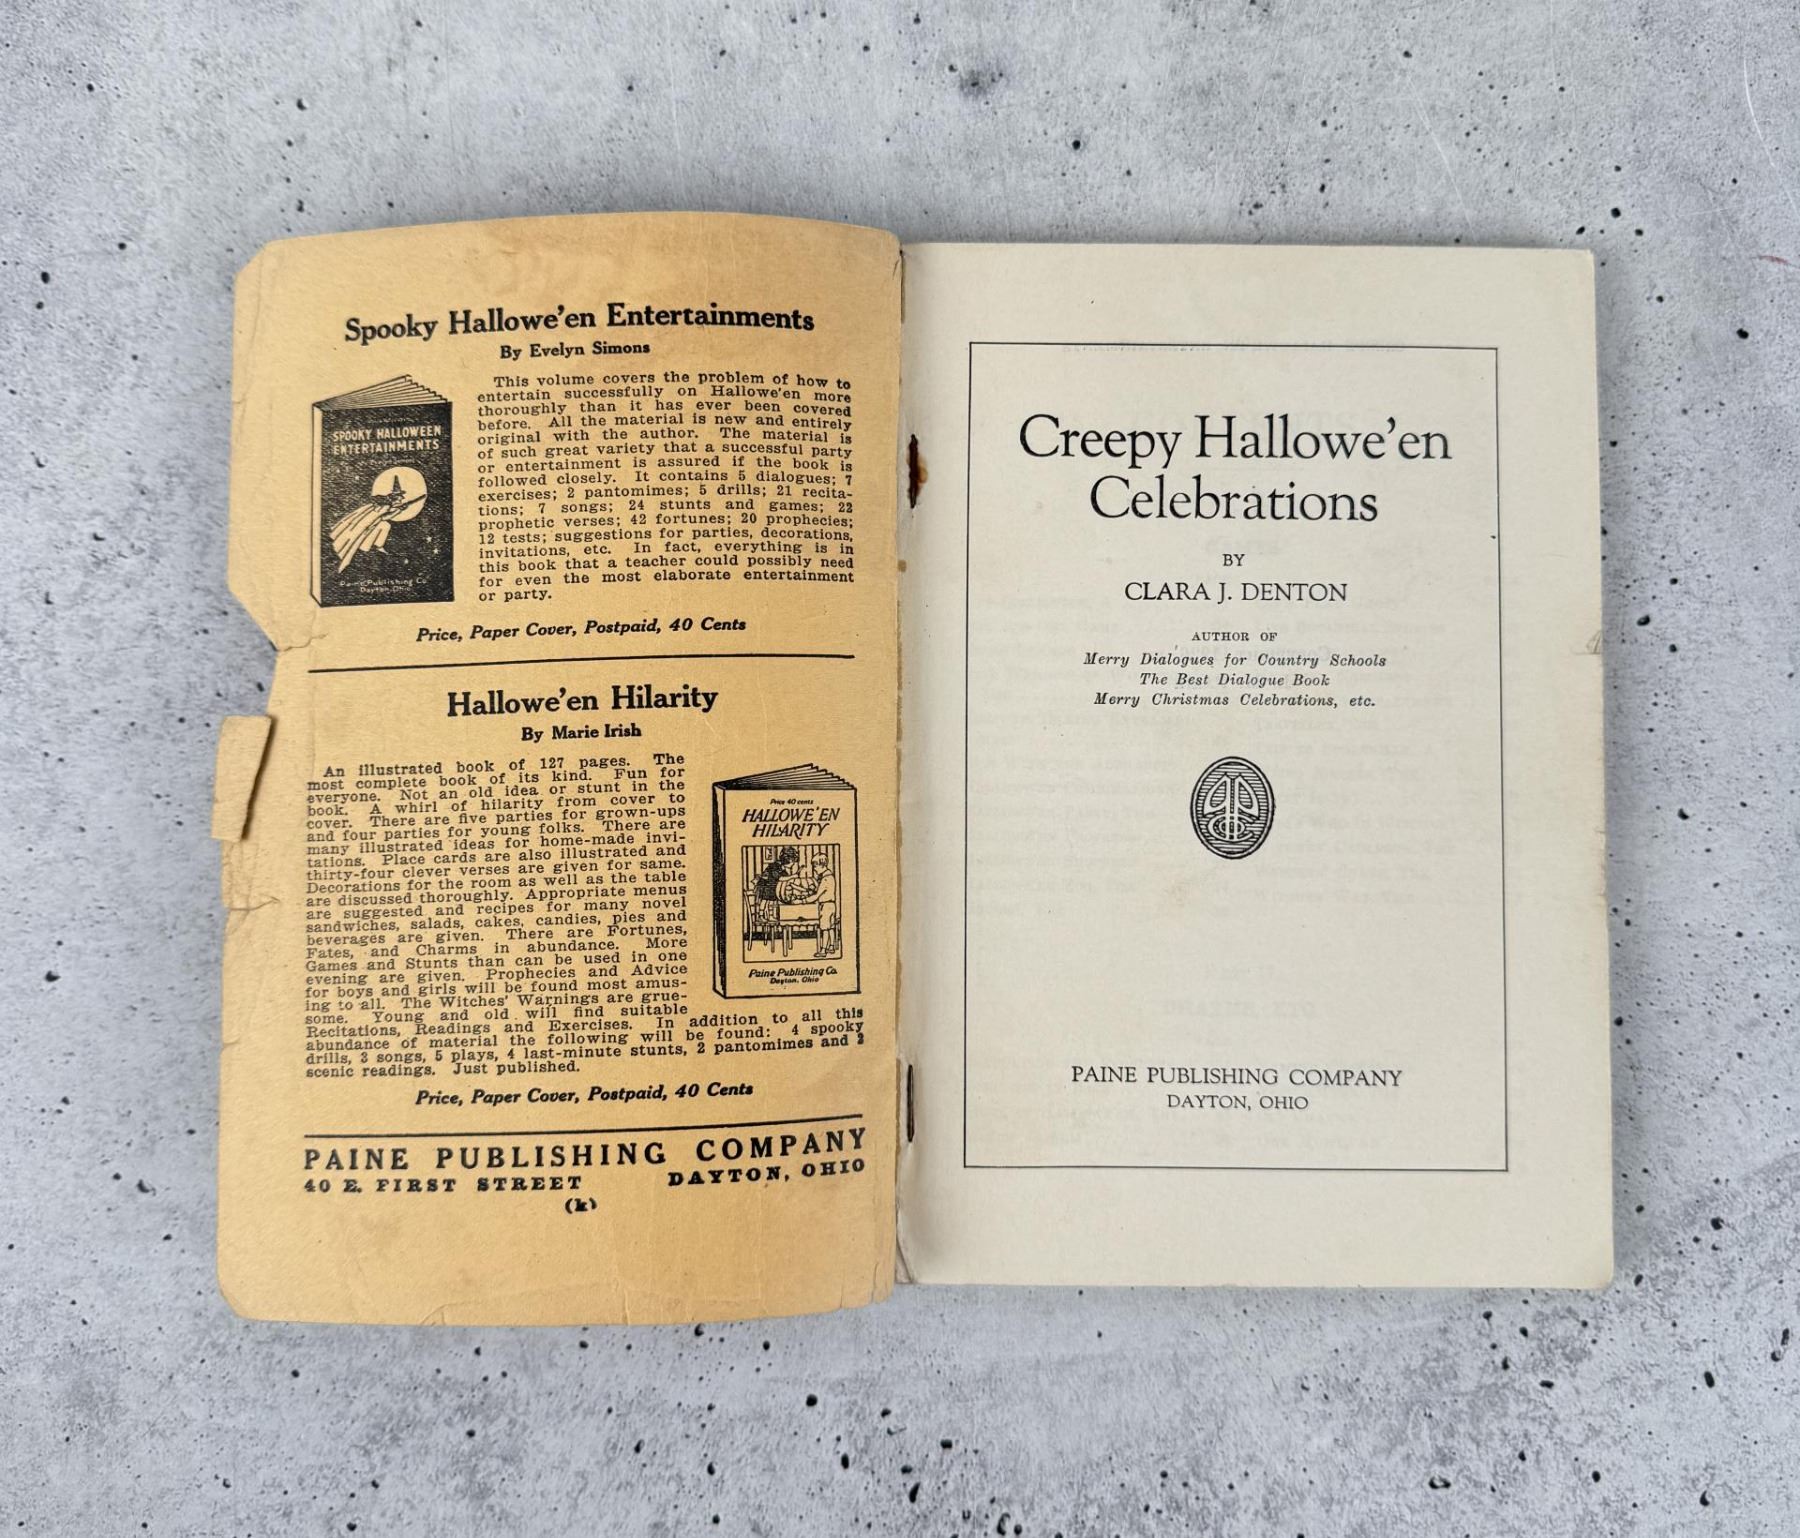 Spooky Hallowe'en Entertainments
By Evelyn Simons
SPOOKY HALLOWEEN
ENTERTAINMENTS
Paine Publishing Co.
Dayton, Ohio
This volume covers the problem of how to
entertain successfully on Hallowe'en more
thoroughly than it has ever been covered
before. All the material is new and entirely
original with the author. The material is
of such great variety that a successful party
or entertainment is assured if the book is
followed closely. It contains 5 dialogues; 7
exercises; 2 pantomimes; 5 drills; 21 recita-
tions; 7 songs; 24 stunts and games; 22
prophetic verses; 42 fortunes; 20 prophecies;
12 tests; suggestions for parties, decorations,
invitations, etc. In fact, everything is in
this book that a teacher could possibly need
for even the most elaborate entertainment
or party.
Price, Paper Cover, Postpaid, 40 Cents
Hallowe'en Hilarity
By Marie Irish
An illustrated book of 127 pages. The
most complete book of its kind. Fun for
everyone. Not an old idea or stunt in the
book. A whirl of hilarity from cover to
cover. There are five parties for grown-ups
and four parties for young folks. There are
many illustrated ideas for home-made invi-
tations. Place cards are also illustrated and
thirty-four clever verses are given for same.
Decorations for the room as well as the table
are discussed thoroughly. Appropriate menus
are suggested and recipes for many novel
sandwiches, salads, cakes, candies, pies and
beverages are given. There are Fortunes,
Fates, and Charms in abundance. More
Games and Stunts than can be used in one
evening are given. Prophecies and Advice
for boys and girls will be found most amus-
ing to all. The Witches' Warnings are grue-
some. Young and old will find suitable
Recitations, Readings and Exercises. In addition to all this
abundance of material the following will be found: 4 spooky
drills, 3 songs, 5 plays, 4 last-minute stunts, 2 pantomimes and 2
scenic readings. Just published.
Price 40 cents
HALLOWE'EN
HILARITY
Paine Publishing Co.
Dayton, Ohio
Price, Paper Cover, Postpaid, 40 Cents
PAINE PUBLISHING COMPANY
40 E. FIRST STREET DAYTON, OHIO
(k)
Creepy Hallowe'en
Celebrations
BY
CLARA J. DENTON
AUTHOR OF
Merry Dialogues for Country Schools
The Best Dialogue Book
Merry Christmas Celebrations, etc.
PAINE PUBLISHING COMPANY
DAYTON, OHIO